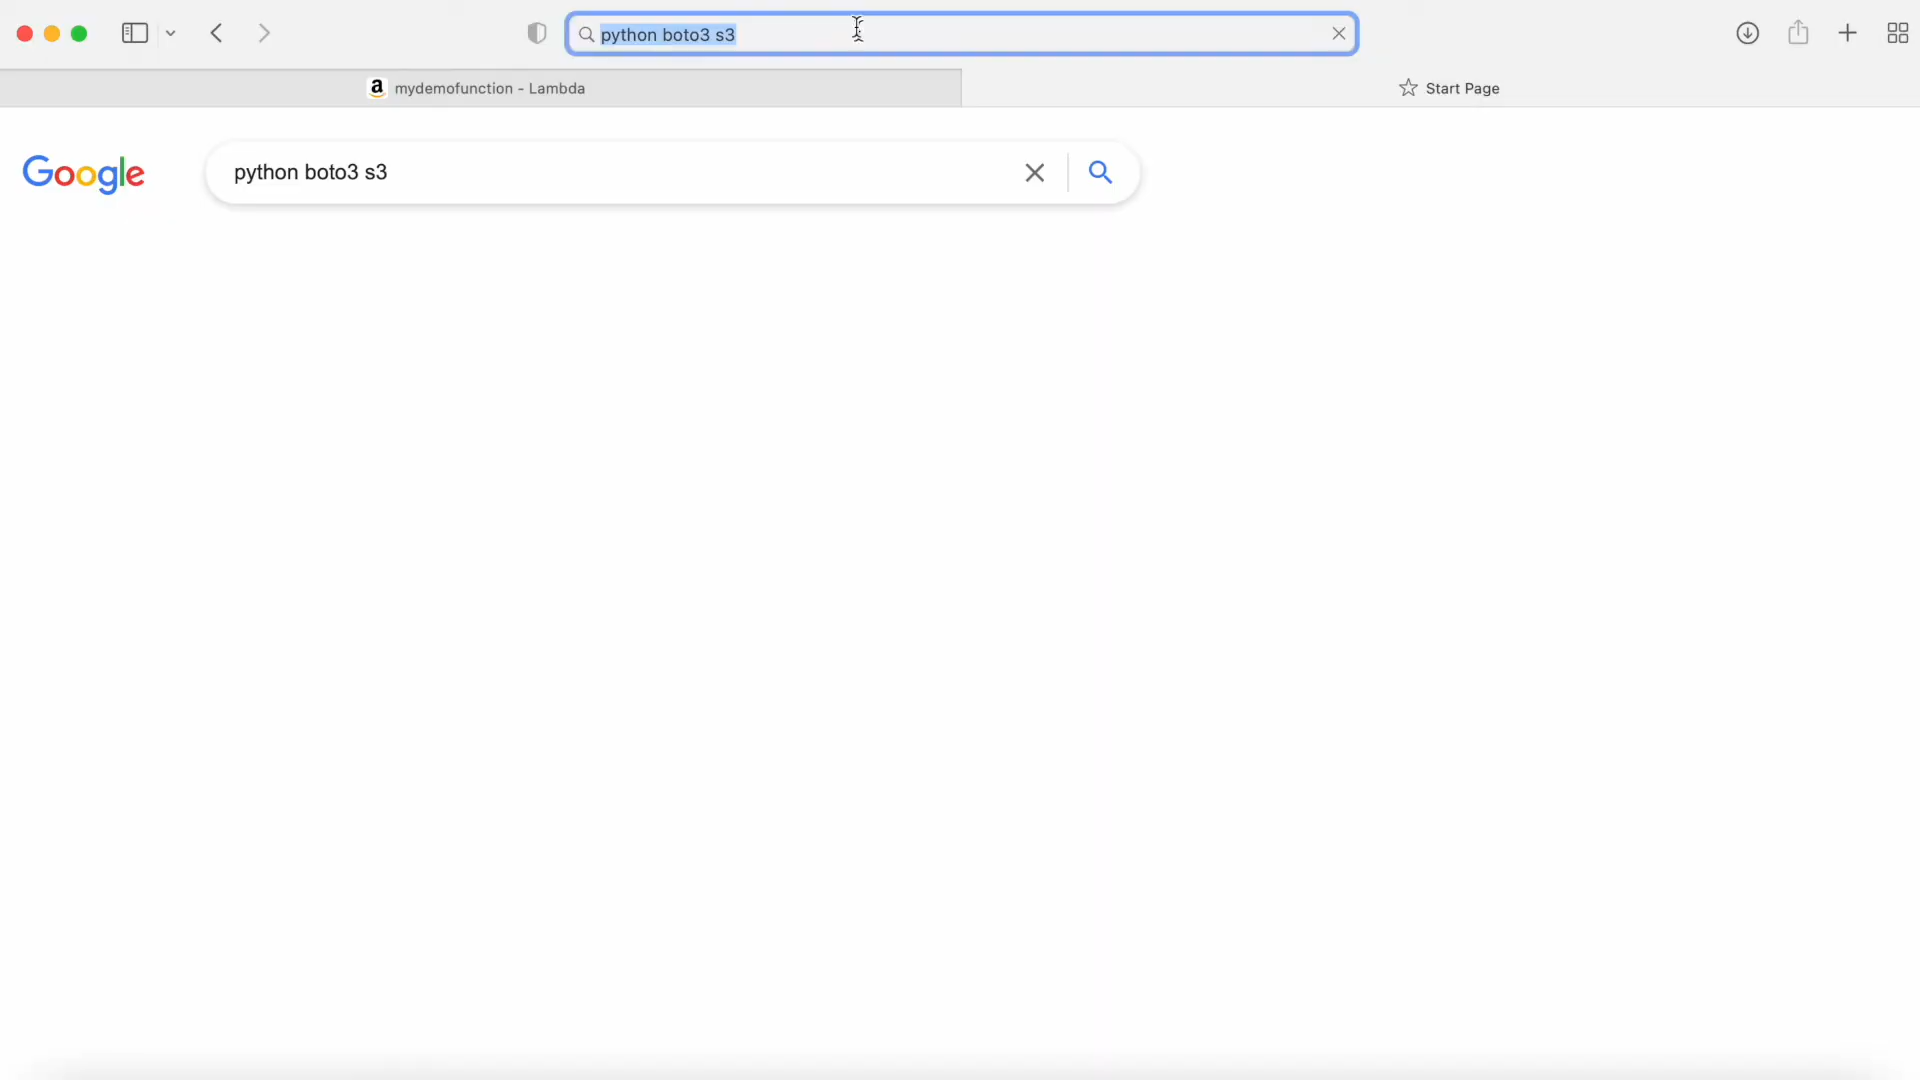 python boto3 s3
mydemofunction - Lambda
Start Page
Google
python boto3 s3